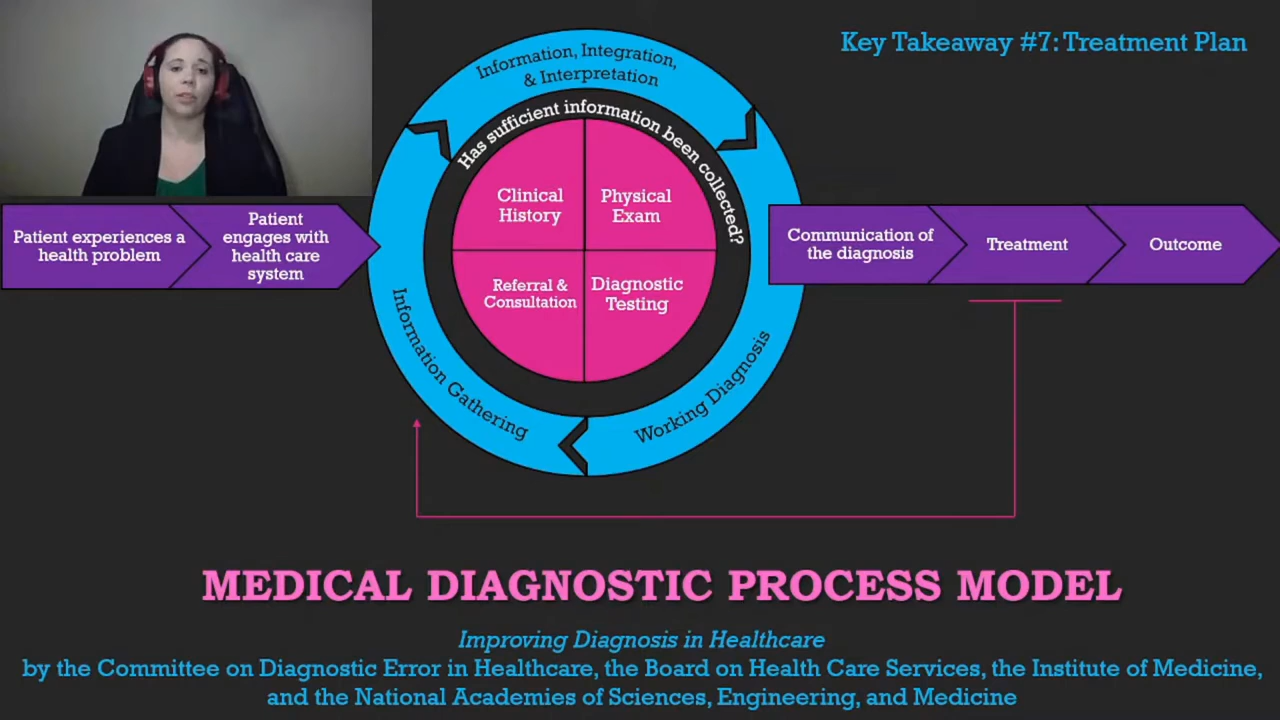 Key Takeaway #7: Treatment Plan
Information, Integration,
& Interpretation
Has sufficient information been collected?
Clinical
History
Physical
Exam
Referral &
Consultation
Diagnostic
Testing
Information Gathering
Working Diagnosis
Patient experiences a
health problem
Patient
engages with
health care
system
Communication of
the diagnosis
Treatment
Outcome
MEDICAL DIAGNOSTIC PROCESS MODEL
Improving Diagnosis in Healthcare
by the Committee on Diagnostic Error in Healthcare, the Board on Health Care Services, the Institute of Medicine,
and the National Academies of Sciences, Engineering, and Medicine